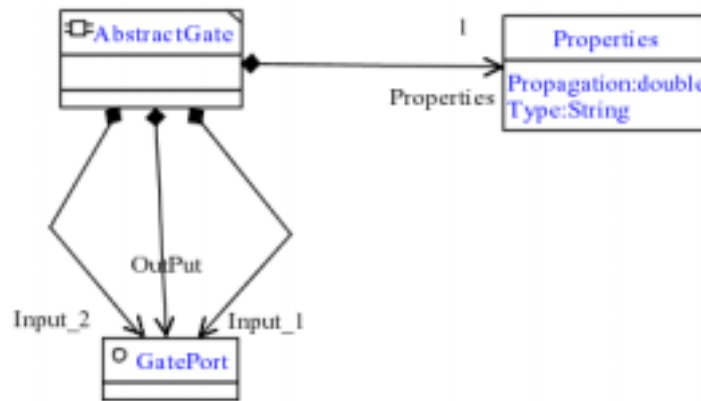 AbstractGate
1
Properties
Properties
Propagation:double
Type:String
OutPut
Input_2
Input_1
GatePort